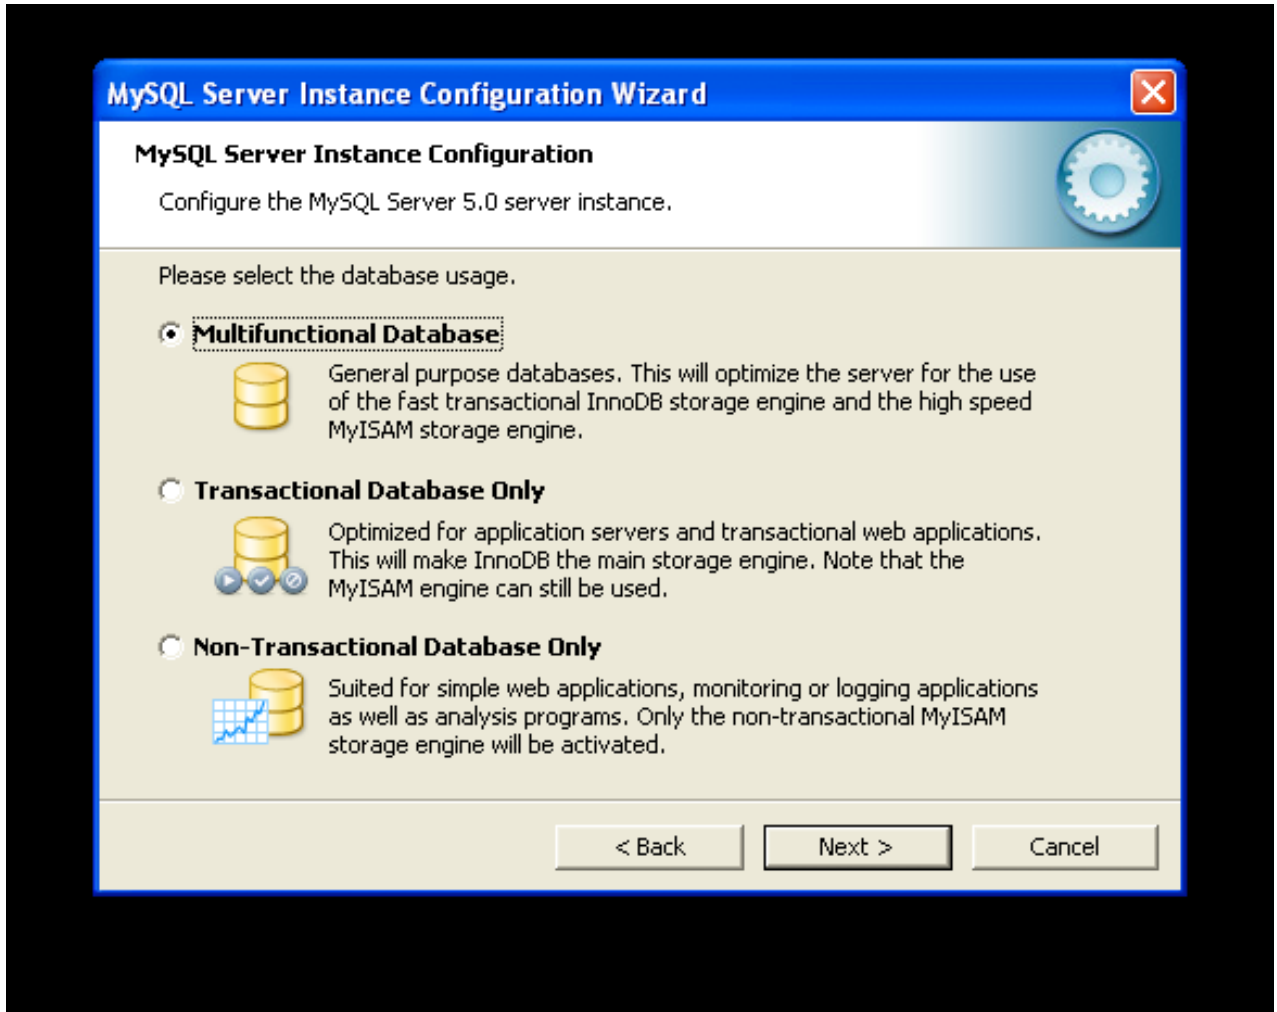 MySQL Server Instance Configuration Wizard
MySQL Server Instance Configuration
Configure the MySQL Server 5.0 server instance.
Please select the database usage.
Multifunctional Database
General purpose databases. This will optimize the server for the use
of the fast transactional InnoDB storage engine and the high speed
MyISAM storage engine.
Transactional Database Only
Optimized for application servers and transactional web applications.
This will make InnoDB the main storage engine. Note that the
MyISAM engine can still be used.
Non-Transactional Database Only
Suited for simple web applications, monitoring or logging applications
as well as analysis programs. Only the non-transactional MyISAM
storage engine will be activated.
< Back Next > Cancel